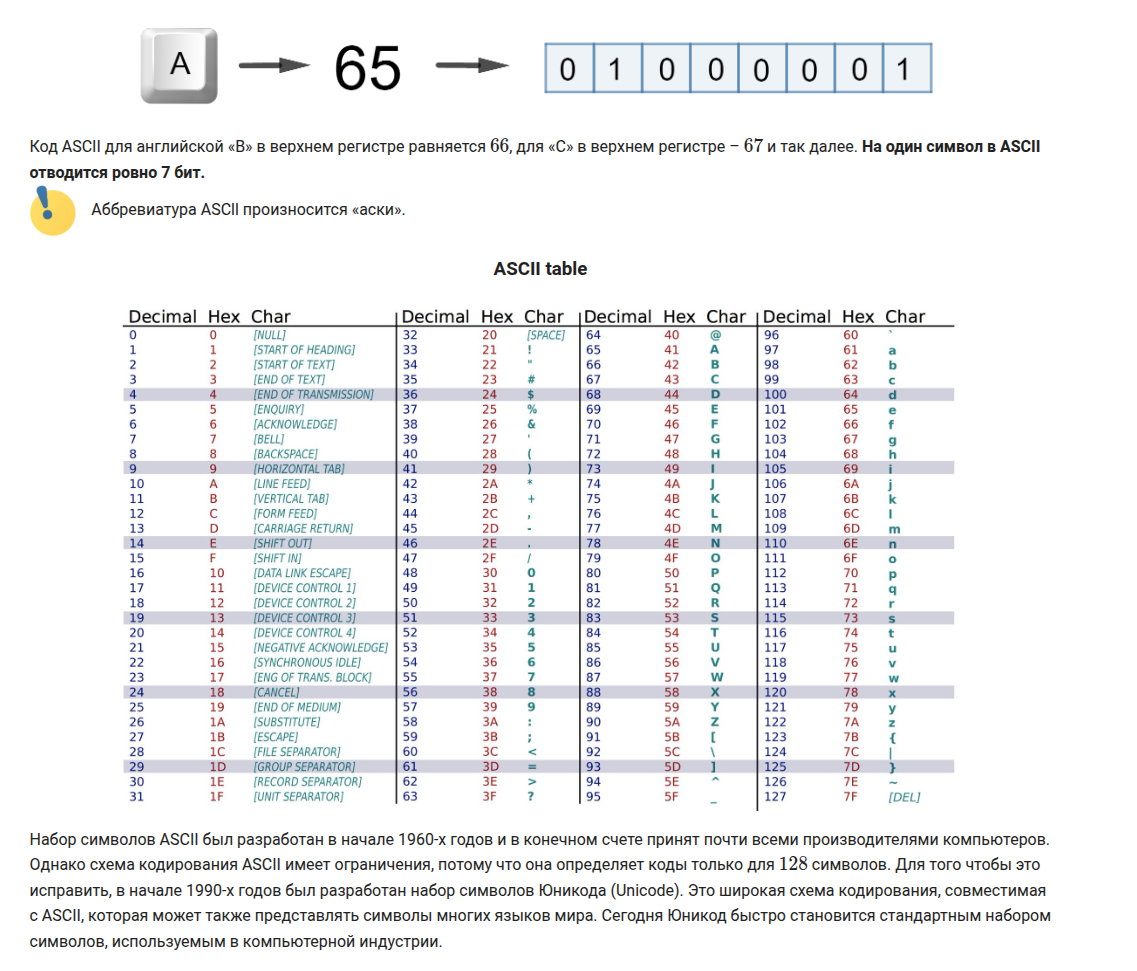 A 65 0 1 0 0 0 0 0 1
Код ASCII для английской «B» в верхнем регистре равняется 66, для «C» в верхнем регистре – 67 и так далее. На один символ в ASCII
отводится ровно 7 бит.
Аббревиатура ASCII произносится «аски».
ASCII table
Decimal Hex Char Decimal Hex Char Decimal Hex Char Decimal Hex Char
0 0 [NULL] 32 20 [SPACE] 64 40 @ 96 60 `
1 1 [START OF HEADING] 33 21 ! 65 41 A 97 61 a
2 2 [START OF TEXT] 34 22 " 66 42 B 98 62 b
3 3 [END OF TEXT] 35 23 # 67 43 C 99 63 c
4 4 [END OF TRANSMISSION] 36 24 $ 68 44 D 100 64 d
5 5 [ENQUIRY] 37 25 % 69 45 E 101 65 e
6 6 [ACKNOWLEDGE] 38 26 & 70 46 F 102 66 f
7 7 [BELL] 39 27 ' 71 47 G 103 67 g
8 8 [BACKSPACE] 40 28 ( 72 48 H 104 68 h
9 9 [HORIZONTAL TAB] 41 29 ) 73 49 I 105 69 i
10 A [LINE FEED] 42 2A * 74 4A J 106 6A j
11 B [VERTICAL TAB] 43 2B + 75 4B K 107 6B k
12 C [FORM FEED] 44 2C , 76 4C L 108 6C l
13 D [CARRIAGE RETURN] 45 2D - 77 4D M 109 6D m
14 E [SHIFT OUT] 46 2E . 78 4E N 110 6E n
15 F [SHIFT IN] 47 2F / 79 4F O 111 6F o
16 10 [DATA LINK ESCAPE] 48 30 0 80 50 P 112 70 p
17 11 [DEVICE CONTROL 1] 49 31 1 81 51 Q 113 71 q
18 12 [DEVICE CONTROL 2] 50 32 2 82 52 R 114 72 r
19 13 [DEVICE CONTROL 3] 51 33 3 83 53 S 115 73 s
20 14 [DEVICE CONTROL 4] 52 34 4 84 54 T 116 74 t
21 15 [NEGATIVE ACKNOWLEDGE] 53 35 5 85 55 U 117 75 u
22 16 [SYNCHRONOUS IDLE] 54 36 6 86 56 V 118 76 v
23 17 [ENG OF TRANS. BLOCK] 55 37 7 87 57 W 119 77 w
24 18 [CANCEL] 56 38 8 88 58 X 120 78 x
25 19 [END OF MEDIUM] 57 39 9 89 59 Y 121 79 y
26 1A [SUBSTITUTE] 58 3A : 90 5A Z 122 7A z
27 1B [ESCAPE] 59 3B ; 91 5B [ 123 7B {
28 1C [FILE SEPARATOR] 60 3C < 92 5C \ 124 7C |
29 1D [GROUP SEPARATOR] 61 3D = 93 5D ] 125 7D }
30 1E [RECORD SEPARATOR] 62 3E > 94 5E ^ 126 7E ~
31 1F [UNIT SEPARATOR] 63 3F ? 95 5F _ 127 7F [DEL]
Набор символов ASCII был разработан в начале 1960-х годов и в конечном счете принят почти всеми производителями компьютеров.
Однако схема кодирования ASCII имеет ограничения, потому что она определяет коды только для 128 символов. Для того чтобы это
исправить, в начале 1990-х годов был разработан набор символов Юникода (Unicode). Это широкая схема кодирования, совместимая
с ASCII, которая может также представлять символы многих языков мира. Сегодня Юникод быстро становится стандартным набором
символов, используемым в компьютерной индустрии.